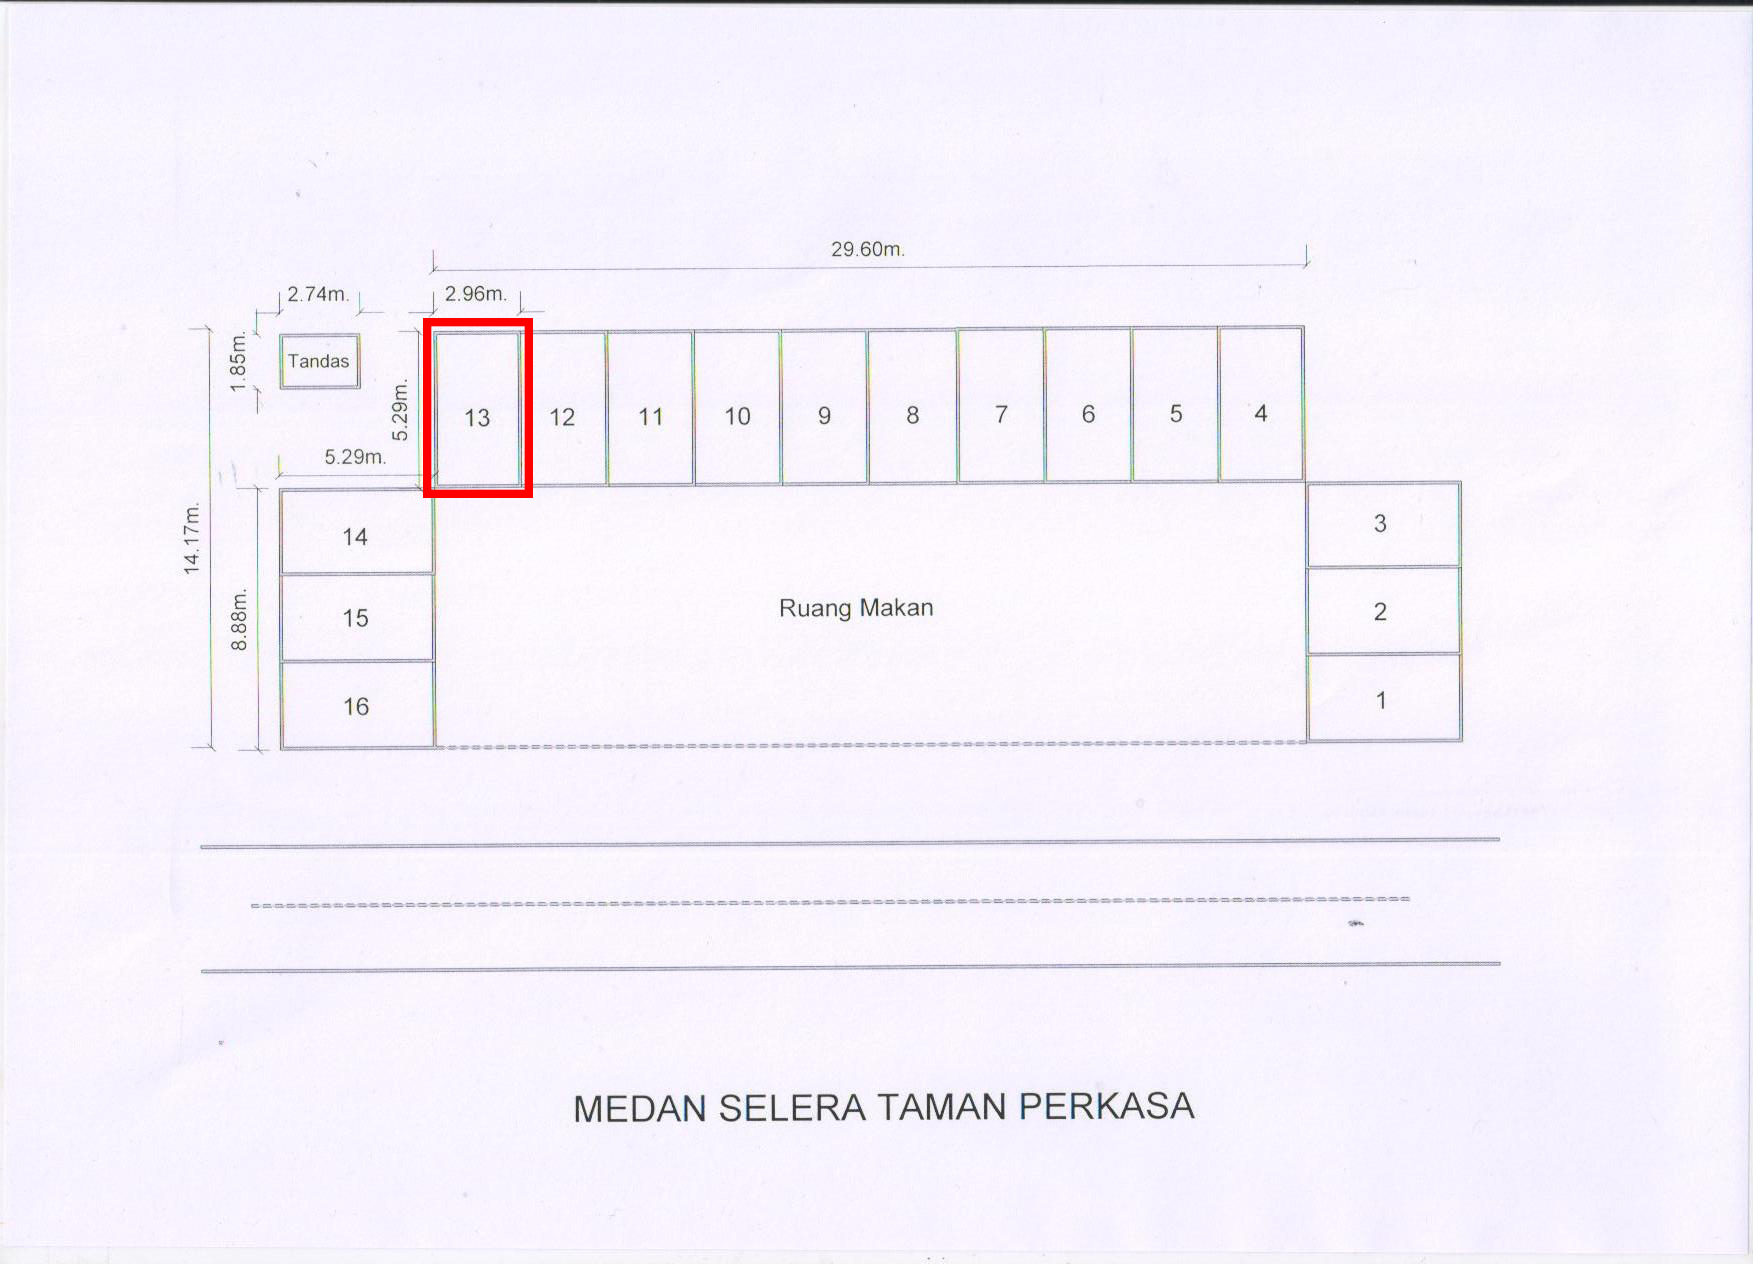 29.60m.
2.74m.
2.96m.
1.85m.
Tandas
5.29m.
13
12
11
10
9
8
7
6
5
4
5.29m.
14.17m.
8.88m.
14
15
16
Ruang Makan
3
2
1
MEDAN SELERA TAMAN PERKASA